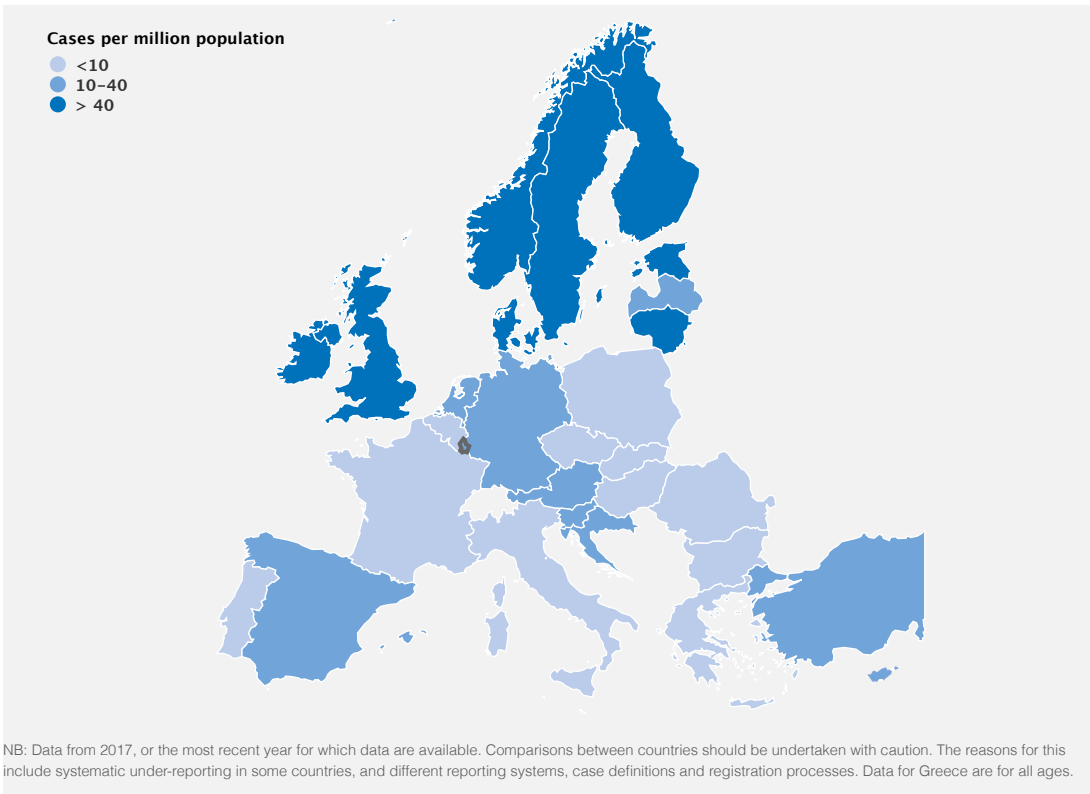 Cases per million population
<10
10–40
> 40
NB: Data from 2017, or the most recent year for which data are available. Comparisons between countries should be undertaken with caution. The reasons for this
include systematic under-reporting in some countries, and different reporting systems, case definitions and registration processes. Data for Greece are for all ages.